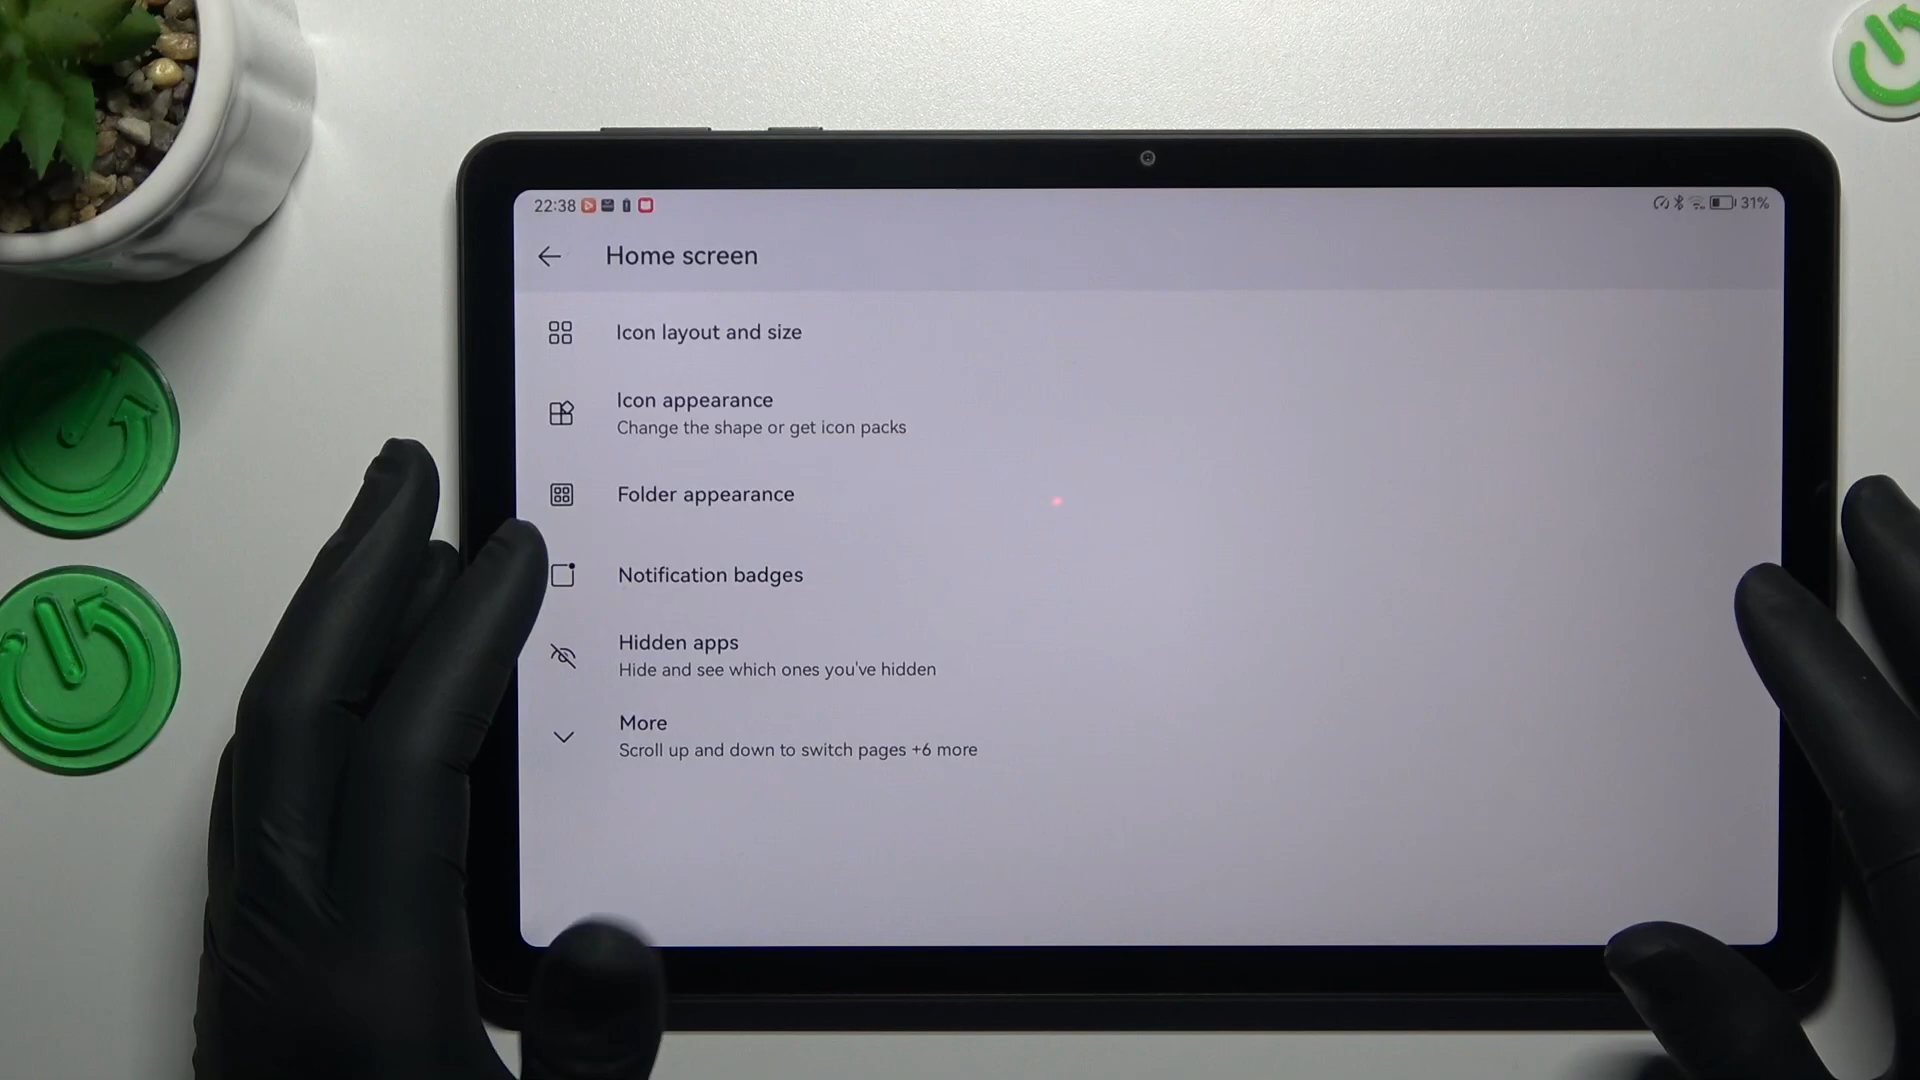 22:38
31%
Home screen
Icon layout and size
Icon appearance
Change the shape or get icon packs
Folder appearance
Notification badges
Hidden apps
Hide and see which ones you've hidden
More
Scroll up and down to switch pages +6 more